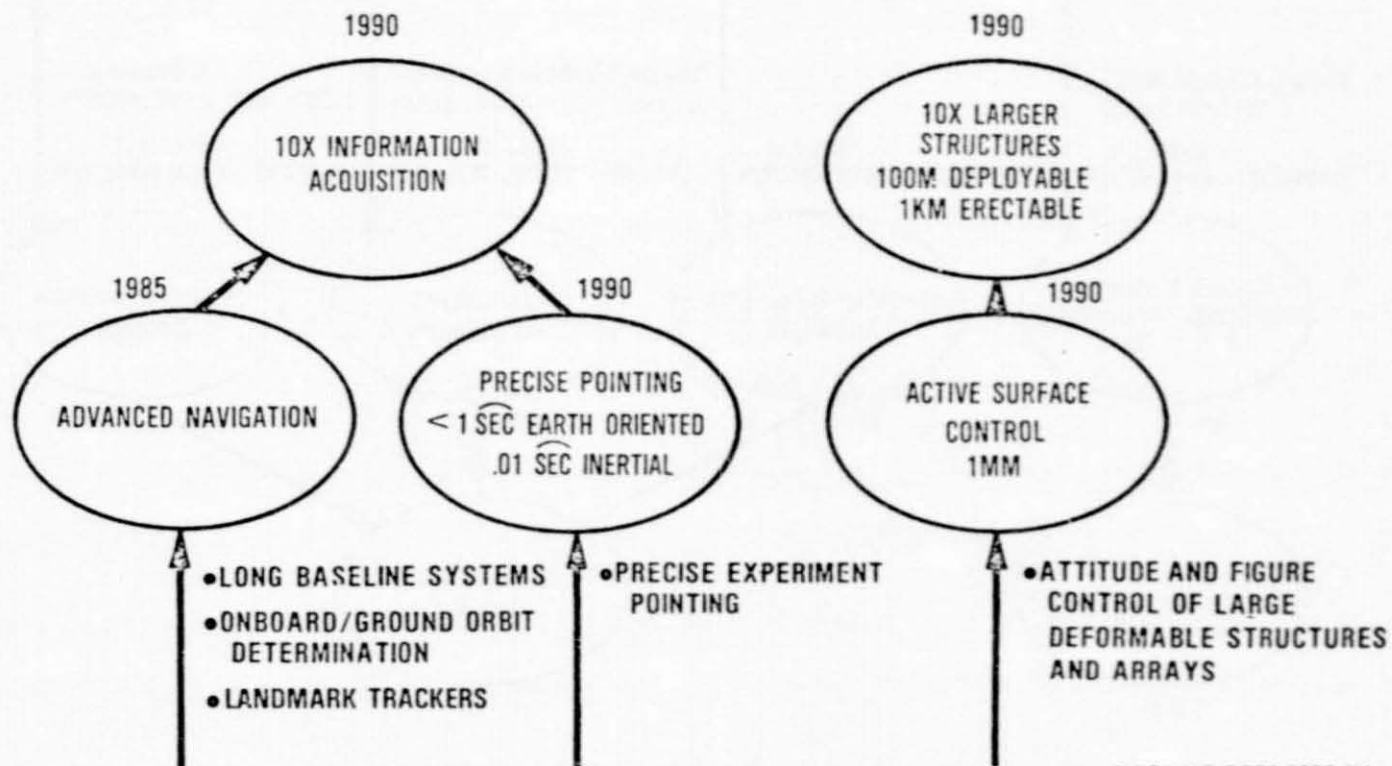 1990
10X INFORMATION
ACQUISITION
1990
10X LARGER
STRUCTURES
100M DEPLOYABLE
1KM ERECTABLE
1985
ADVANCED NAVIGATION
1990
PRECISE POINTING
< 1 SEC EARTH ORIENTED
.01 SEC INERTIAL
1990
ACTIVE SURFACE
CONTROL
1MM
•LONG BASELINE SYSTEMS
•ONBOARD/GROUND ORBIT
DETERMINATION
•LANDMARK TRACKERS
•PRECISE EXPERIMENT
POINTING
•ATTITUDE AND FIGURE
CONTROL OF LARGE
DEFORMABLE STRUCTURES
AND ARRAYS